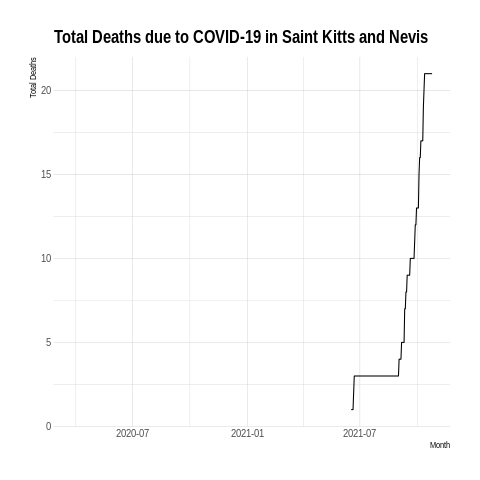 Total Deaths due to COVID-19 in Saint Kitts and Nevis
Total Deaths
20
15
10
5
0
2020-07
2021-01
2021-07
Month